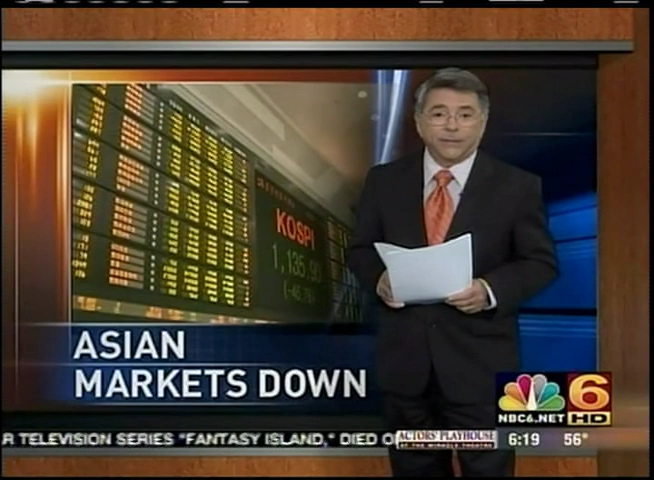 KOSPI
1,135.9
ASIAN
MARKETS DOWN
NBC6.NET
6
HD
R TELEVISION SERIES "FANTASY ISLAND," DIED O
ACTORS' PLAYHOUSE
AT THE MIRACLE THEATRE
6:19 56°